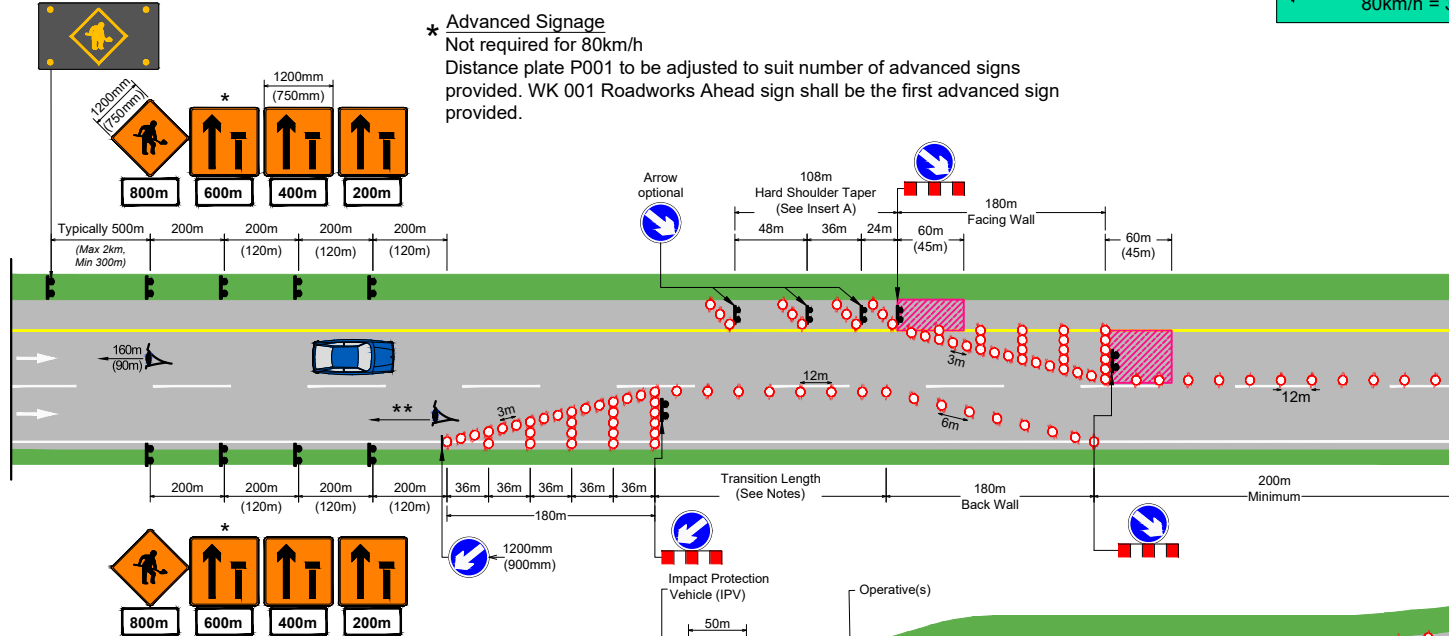 80km/h = 3
* Advanced Signage
Not required for 80km/h
Distance plate P001 to be adjusted to suit number of advanced signs
provided. WK 001 Roadworks Ahead sign shall be the first advanced sign
provided.
1200mm
(750mm)
*
1200mm
(750mm)
800m
600m
400m
200m
Typically 500m
(Max 2km,
Min 300m)
200m
200m
(120m)
200m
(120m)
200m
(120m)
Arrow
optional
108m
Hard Shoulder Taper
(See Insert A)
48m
36m
24m
180m
Facing Wall
60m
(45m)
60m
(45m)
160m
(90m)
**
3m
12m
3m
6m
12m
200m
200m
(120m)
200m
(120m)
200m
(120m)
36m
36m
36m
36m
36m
180m
Transition Length
(See Notes)
180m
Back Wall
200m
Minimum
*
800m
600m
400m
200m
1200mm
(900mm)
Impact Protection
Vehicle (IPV)
50m
Operative(s)